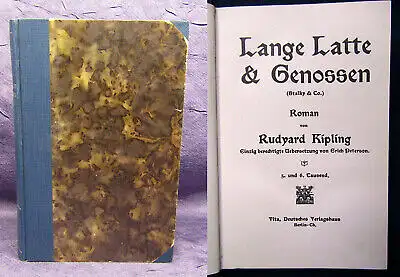 Lange Latte
& Genossen
(Stalky & Co.)
Roman
von
Rudyard Kipling
Einzig berechtigte Uebersetzung von Erich Peterson.
5. und 6. Tausend.
Vita, Deutsches Verlagshaus
Berlin-Ch.